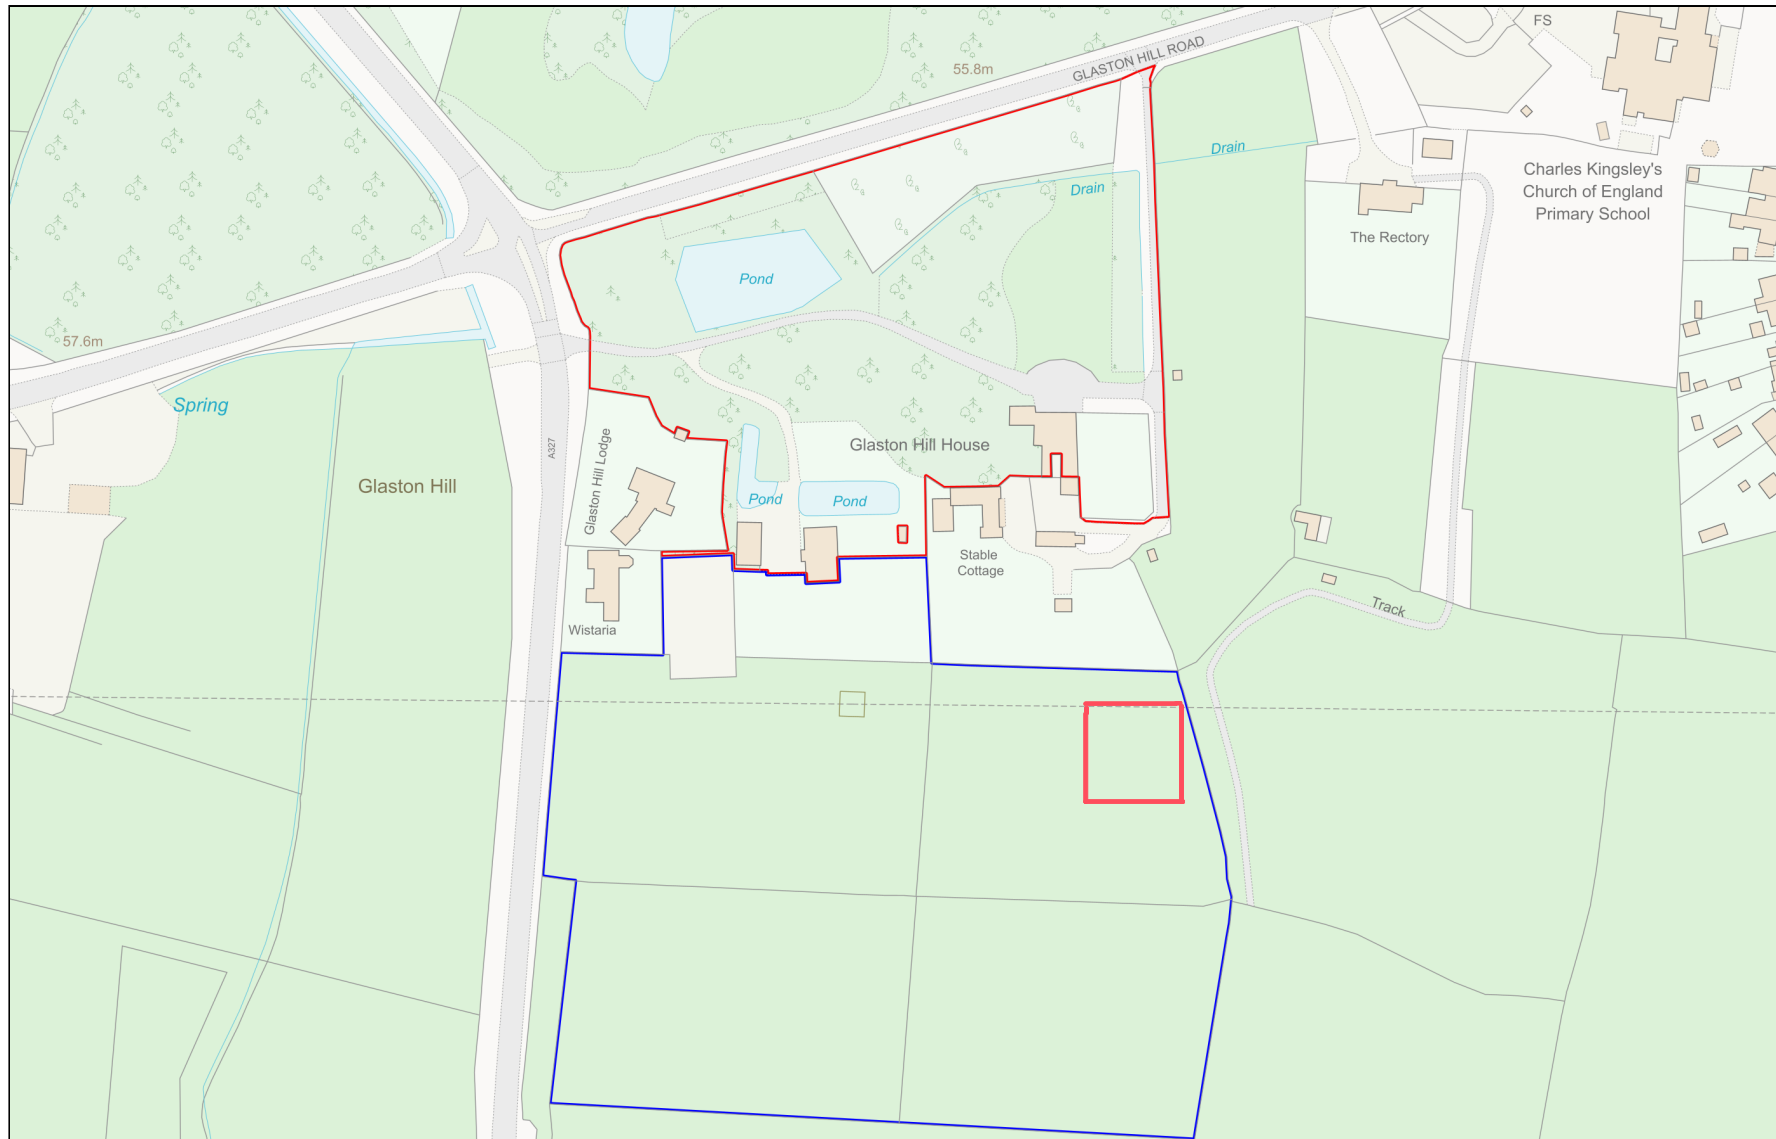 FS
GLASTON HILL ROAD
55.8m
Drain
Drain
Charles Kingsley's
Church of England
Primary School
The Rectory
Pond
57.6m
Spring
A327
Glaston Hill
Glaston Hill Lodge
Glaston Hill House
Pond
Pond
Stable
Cottage
Track
Wistaria